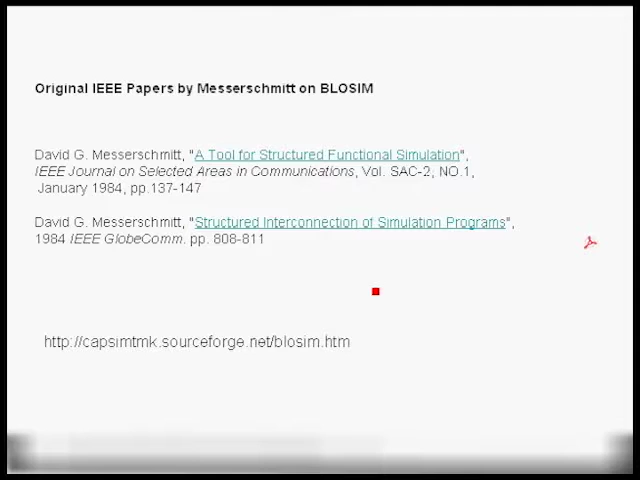 Original IEEE Papers by Messerschmitt on BLOSIM
David G. Messerschmitt, "A Tool for Structured Functional Simulation",
IEEE Journal on Selected Areas in Communications, Vol. SAC-2, NO.1,
January 1984, pp.137-147
David G. Messerschmitt, "Structured Interconnection of Simulation Programs",
1984 IEEE GlobeComm. pp. 808-811
http://capsimtmk.sourceforge.net/blosim.htm